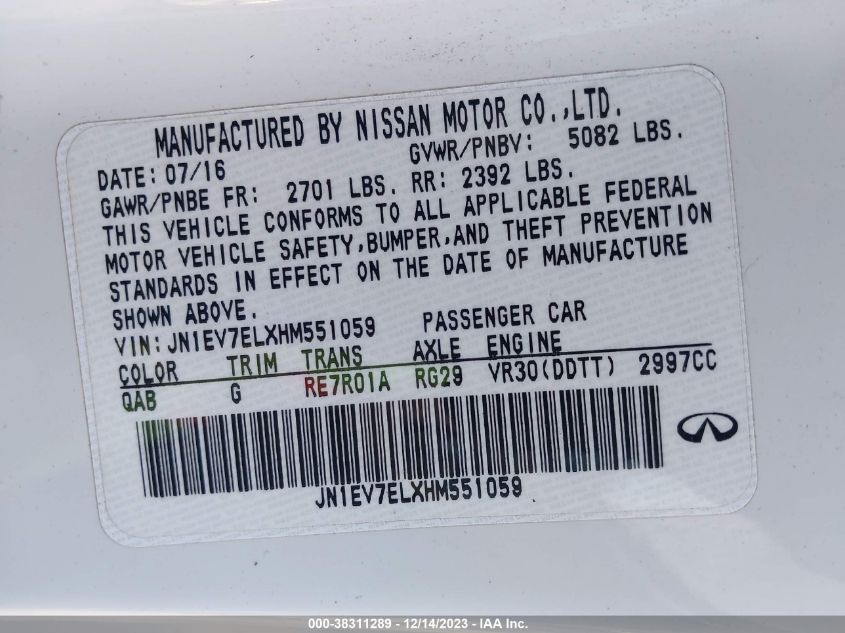 MANUFACTURED BY NISSAN MOTOR CO.,LTD.
DATE: 07/16 GVWR/PNBV: 5082 LBS.
GAWR/PNBE FR: 2701 LBS. RR: 2392 LBS.
THIS VEHICLE CONFORMS TO ALL APPLICABLE FEDERAL
MOTOR VEHICLE SAFETY,BUMPER,AND THEFT PREVENTION
STANDARDS IN EFFECT ON THE DATE OF MANUFACTURE
SHOWN ABOVE.
VIN: JN1EV7ELXHM551059 PASSENGER CAR
COLOR TRIM TRANS AXLE ENGINE
QAB G RE7R01A RG29 VR30(DDTT) 2997CC
JN1EV7ELXHM551059
000-38311289 - 12/14/2023 - IAA Inc.